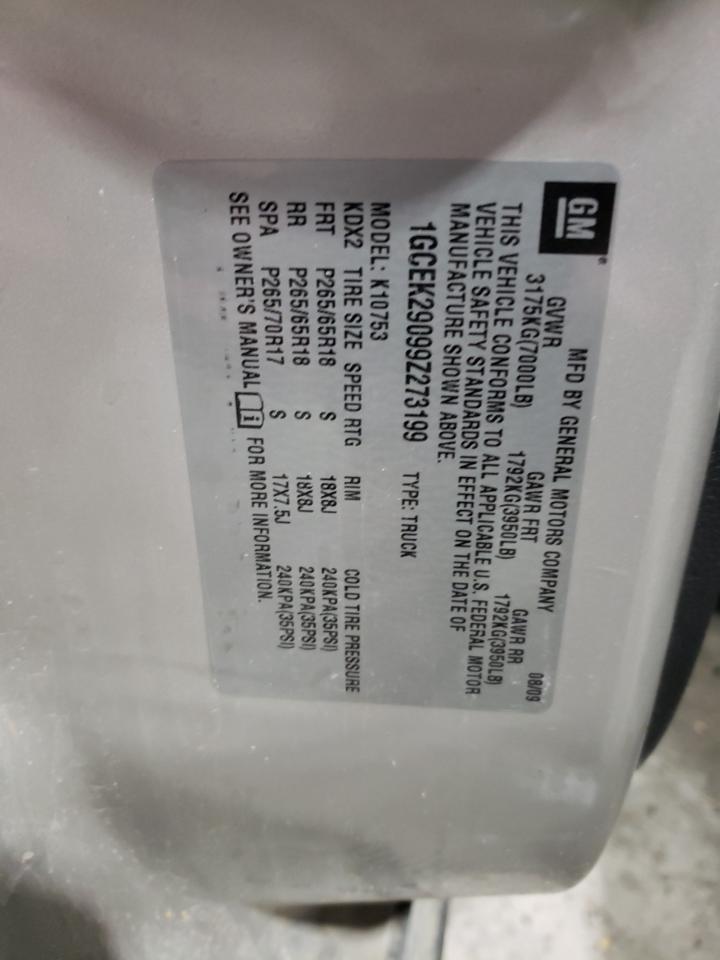 GM
MFD BY GENERAL MOTORS COMPANY 08/09
GVWR GAWR FRT GAWR RR
3175KG(7000LB) 1792KG(3950LB) 1792KG(3950LB)
THIS VEHICLE CONFORMS TO ALL APPLICABLE U.S. FEDERAL MOTOR
VEHICLE SAFETY STANDARDS IN EFFECT ON THE DATE OF
MANUFACTURE SHOWN ABOVE.
1GCEK29099Z273199 TYPE: TRUCK
MODEL: K10753
KDX2 TIRE SIZE SPEED RTG RIM COLD TIRE PRESSURE
FRT P265/65R18 S 18X8J 240KPA(35PSI)
RR P265/65R18 S 18X8J 240KPA(35PSI)
SPA P265/70R17 S 17X7.5J 240KPA(35PSI)
SEE OWNER'S MANUAL FOR MORE INFORMATION.